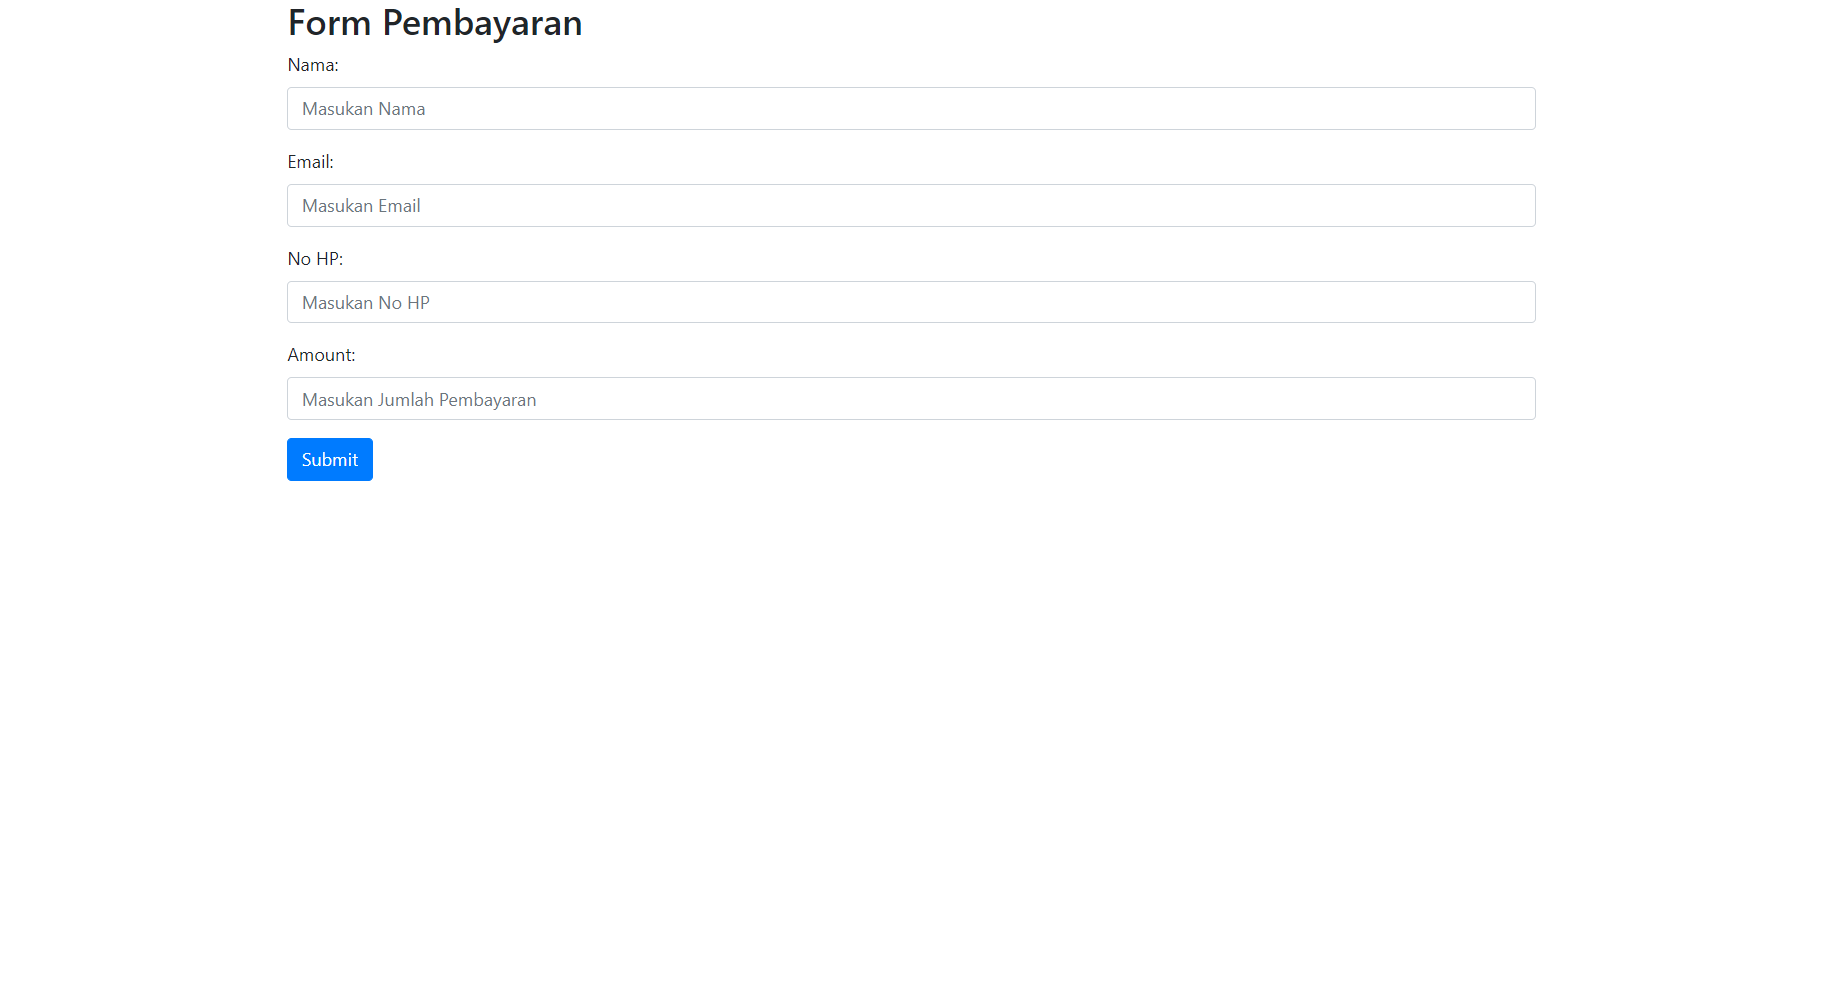 Form Pembayaran
Nama:
Masukan Nama
Email:
Masukan Email
No HP:
Masukan No HP
Amount:
Masukan Jumlah Pembayaran
Submit